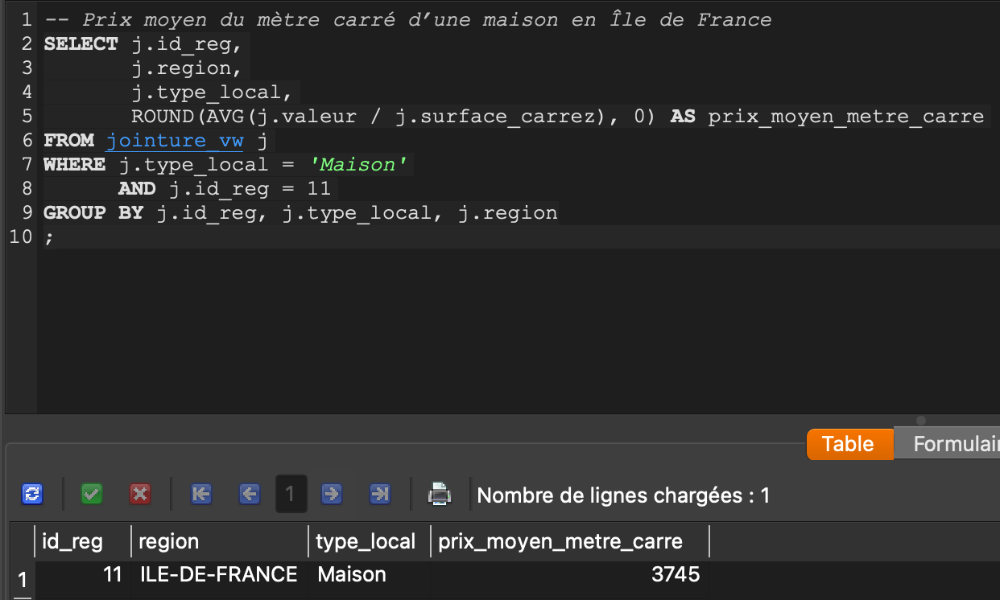 1 -- Prix moyen du mètre carré d’une maison en Île de France
2 SELECT j.id_reg,
3 j.region,
4 j.type_local,
5 ROUND(AVG(j.valeur / j.surface_carrez), 0) AS prix_moyen_metre_carre
6 FROM jointure_vw j
7 WHERE j.type_local = 'Maison'
8 AND j.id_reg = 11
9 GROUP BY j.id_reg, j.type_local, j.region
10 ;
Table Formulair
1 Nombre de lignes chargées : 1
id_reg region type_local prix_moyen_metre_carre
1 11 ILE-DE-FRANCE Maison 3745